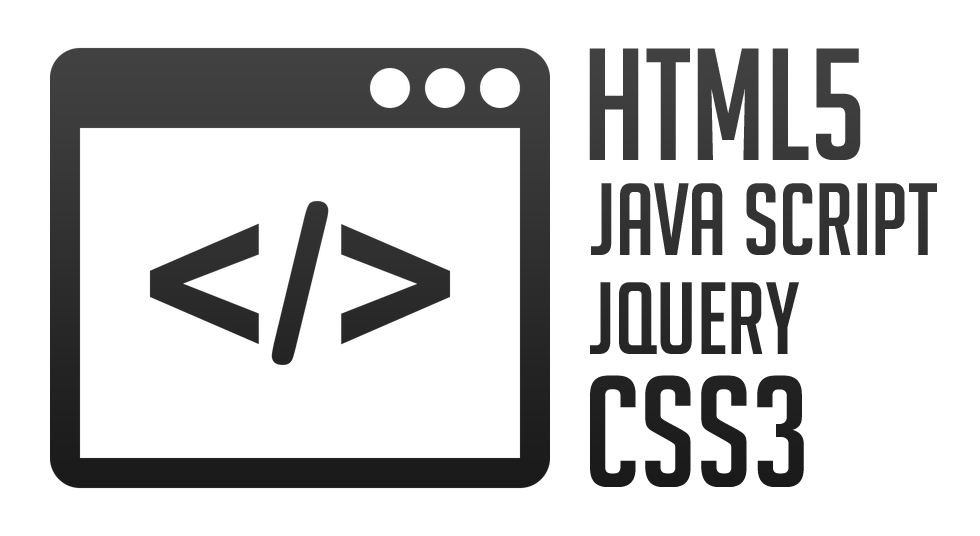 </>
HTML5
JAVA SCRIPT
JQUERY
CSS3